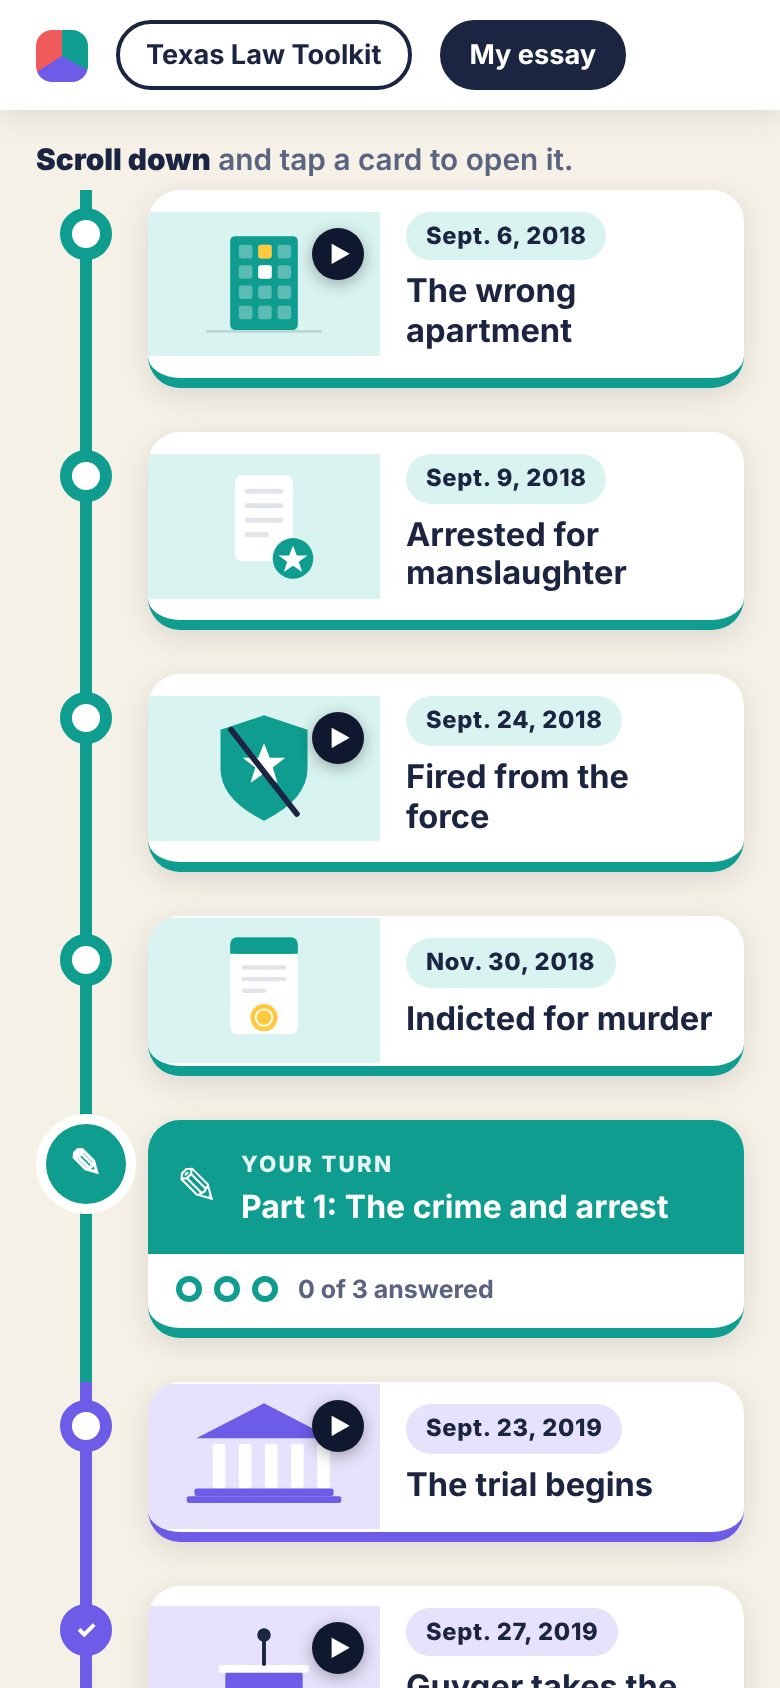 Texas Law Toolkit
My essay
Scroll down and tap a card to open it.
Sept. 6, 2018
The wrong
apartment
Sept. 9, 2018
Arrested for
manslaughter
Sept. 24, 2018
Fired from the
force
Nov. 30, 2018
Indicted for murder
YOUR TURN
Part 1: The crime and arrest
0 of 3 answered
Sept. 23, 2019
The trial begins
Sept. 27, 2019
Guyger takes the